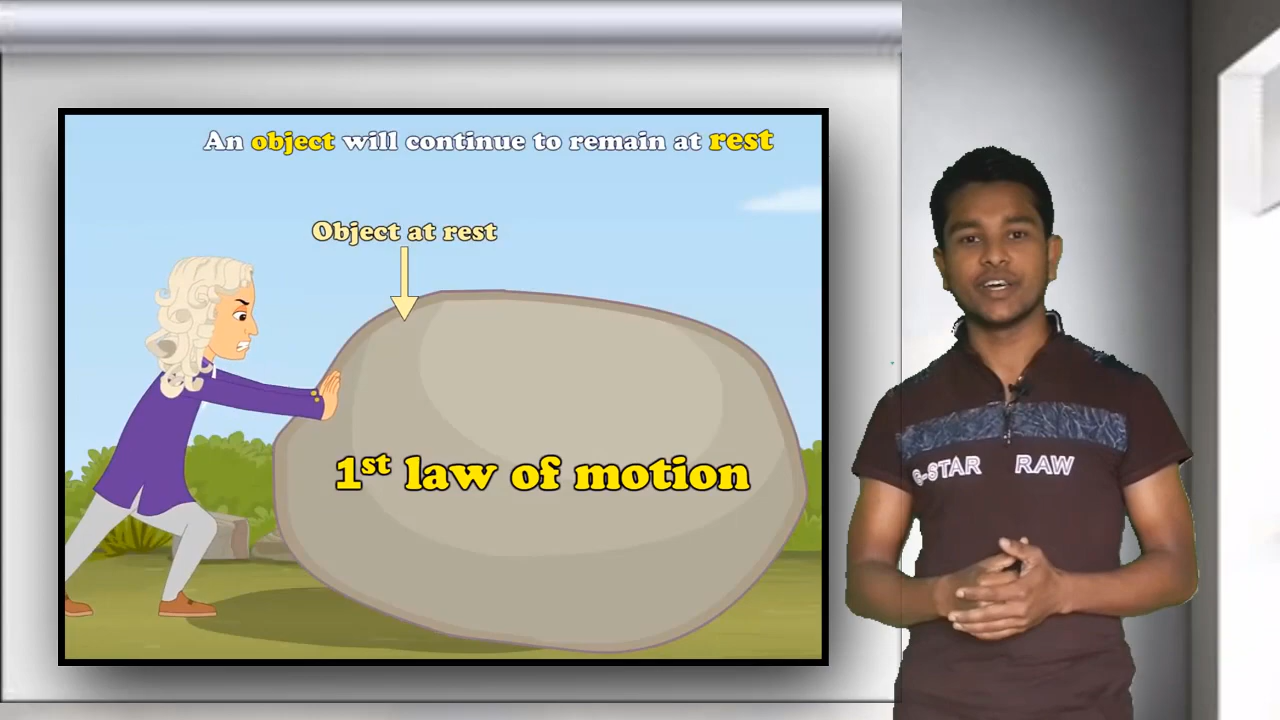 An object will continue to remain at rest
Object at rest
1st law of motion
G-STAR RAW